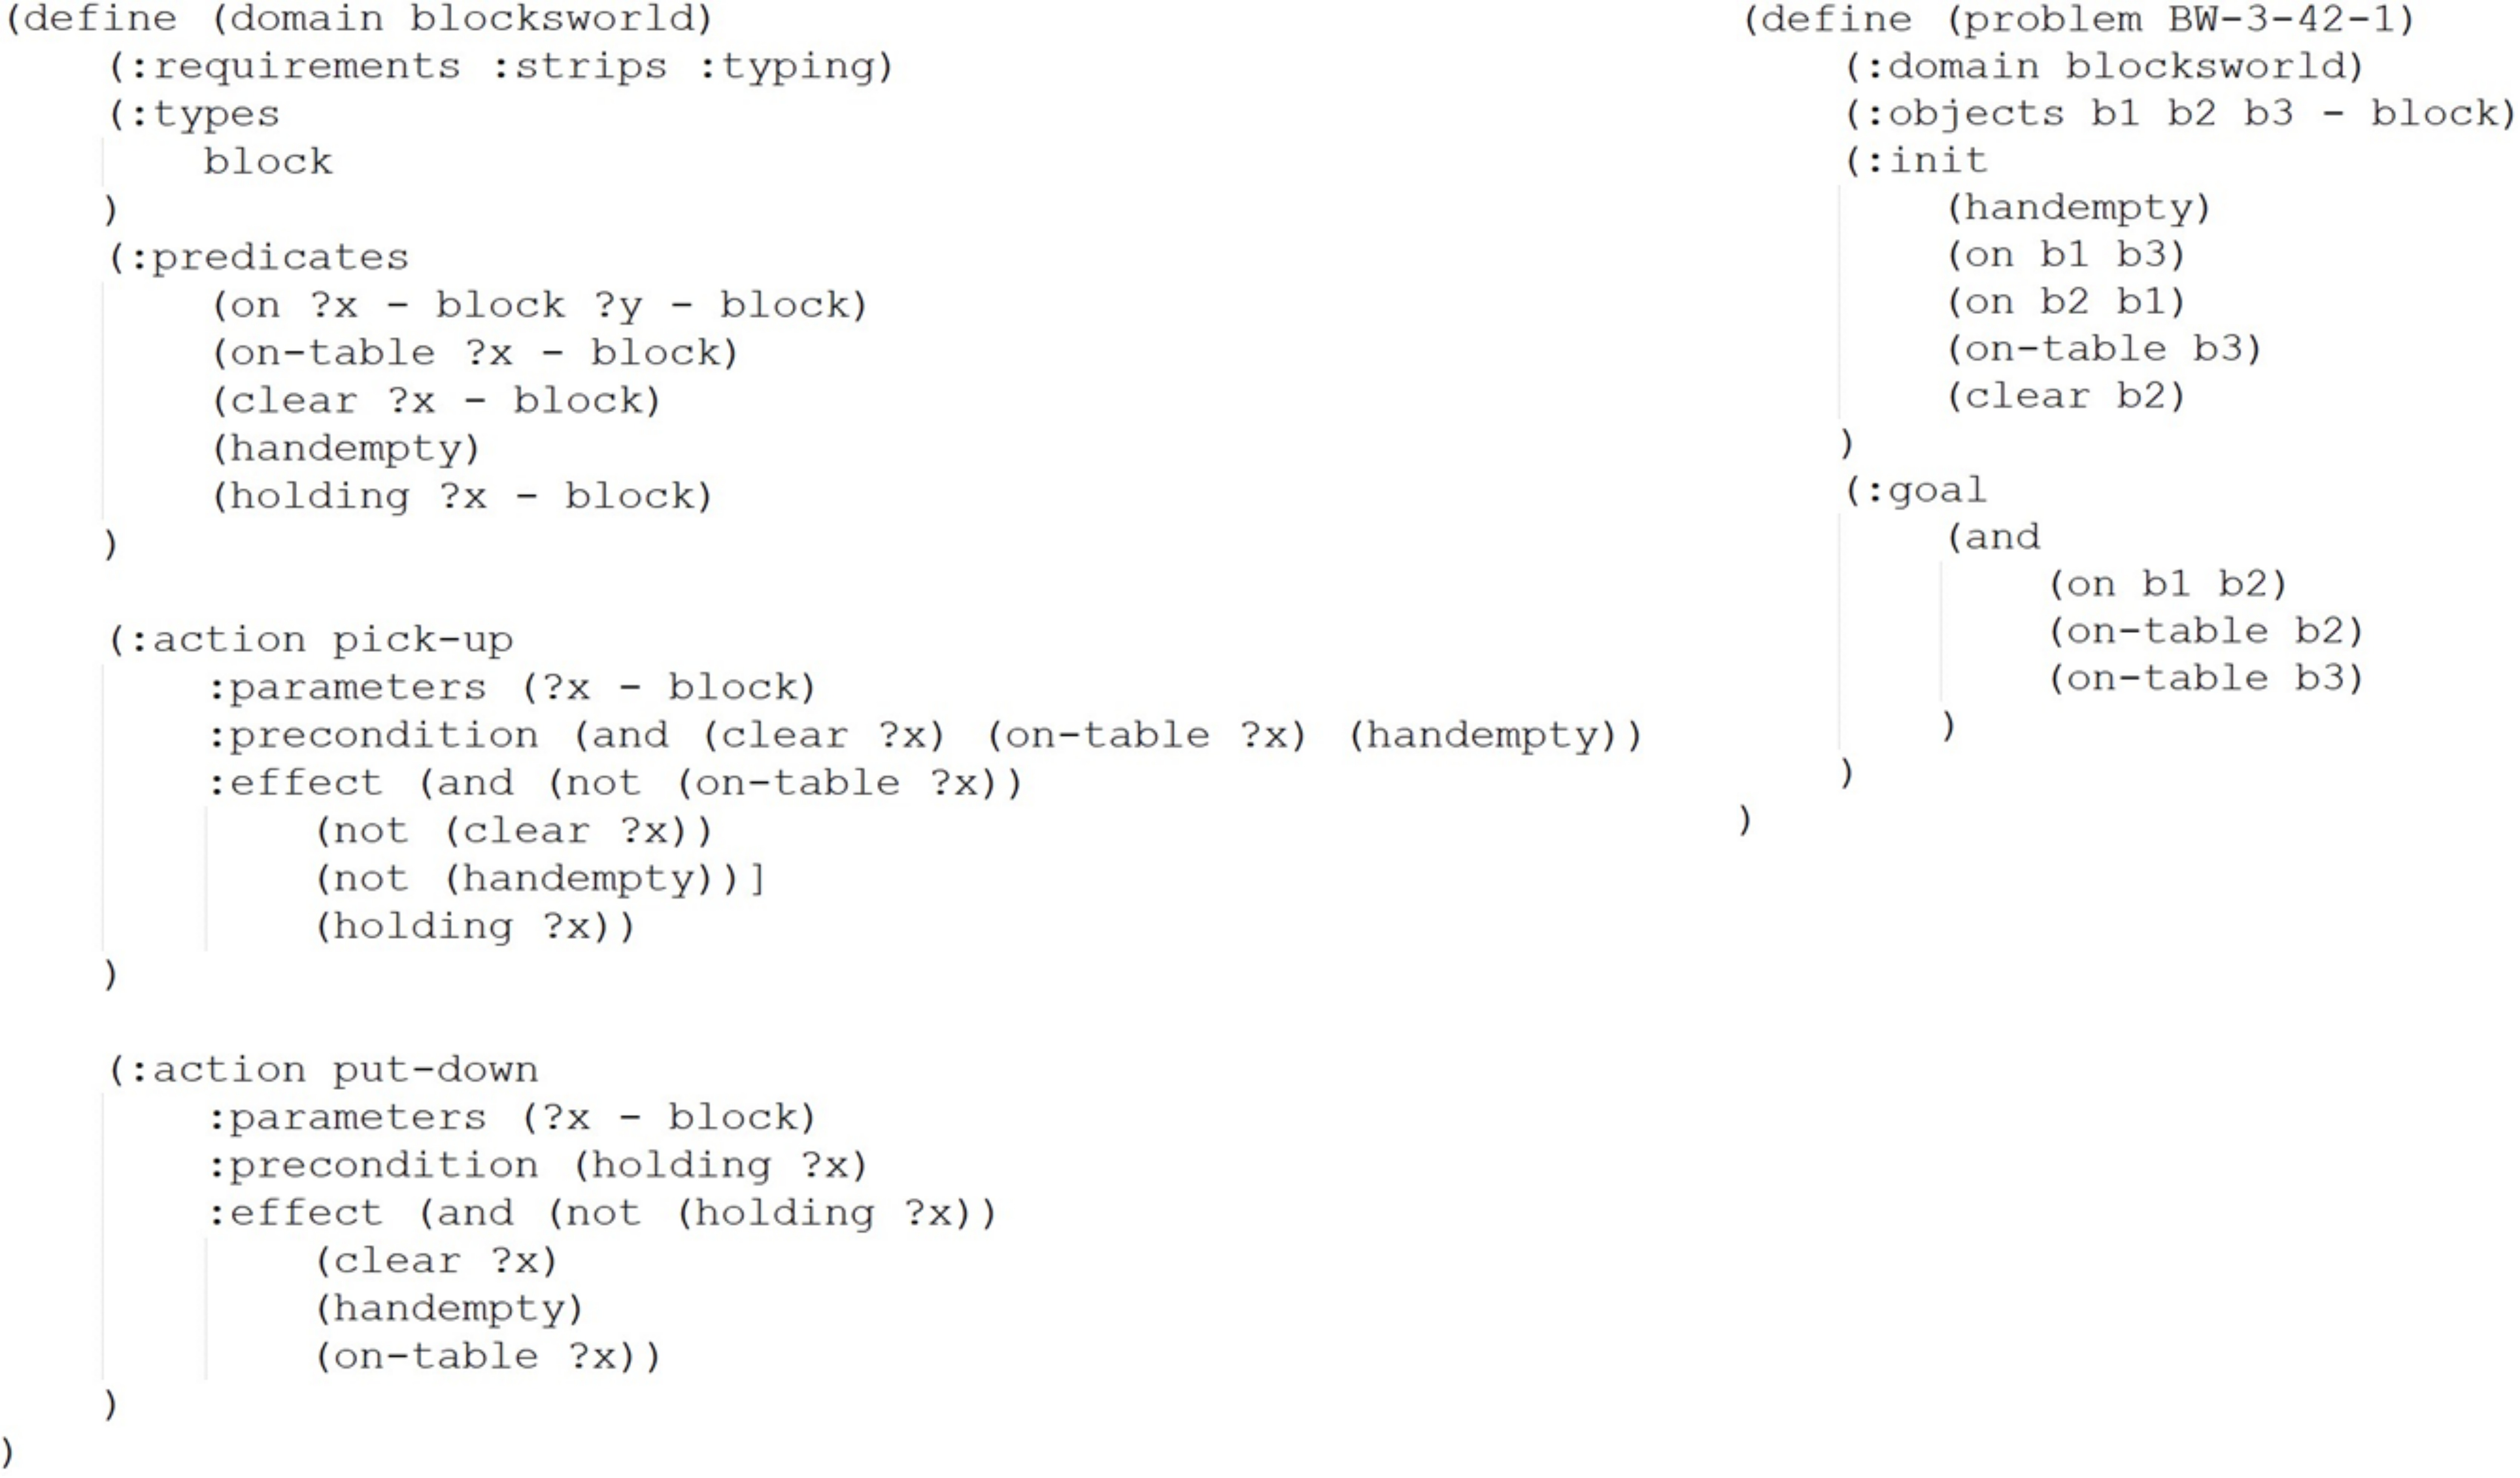 (define (domain blocksworld)
(:requirements :strips :typing)
(:types
block
)
(:predicates
(on ?x - block ?y - block)
(on-table ?x - block)
(clear ?x - block)
(handempty)
(holding ?x - block)
)
(:action pick-up
:parameters (?x - block)
:precondition (and (clear ?x) (on-table ?x) (handempty))
:effect (and (not (on-table ?x))
(not (clear ?x))
(not (handempty))]
(holding ?x))
)
(:action put-down
:parameters (?x - block)
:precondition (holding ?x)
:effect (and (not (holding ?x))
(clear ?x)
(handempty)
(on-table ?x))
)
)
(define (problem BW-3-42-1)
(:domain blocksworld)
(:objects b1 b2 b3 - block)
(:init
(handempty)
(on b1 b3)
(on b2 b1)
(on-table b3)
(clear b2)
)
(:goal
(and
(on b1 b2)
(on-table b2)
(on-table b3)
)
)
)